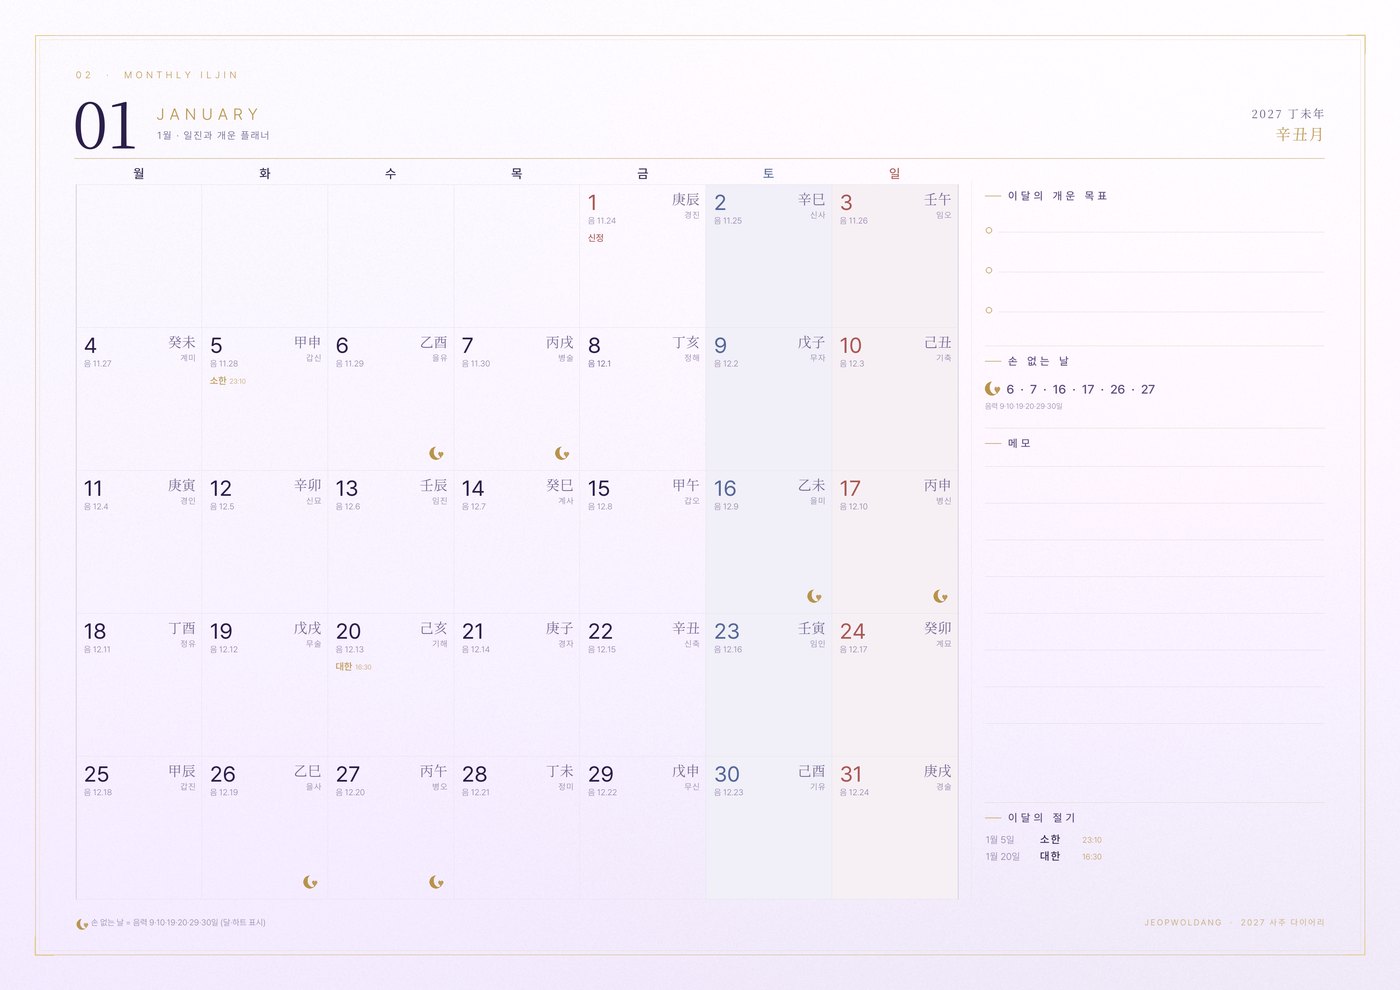 02 · MONTHLY ILJIN
01 JANUARY
1월 · 일진과 개운 플래너
2027 丁未年
辛丑月
월 화 수 목 금 토 일
1 庚辰 2 辛巳 3 壬午
음 11.24 경진 음 11.25 신사 음 11.26 임오
신정
4 癸未 5 甲申 6 乙酉 7 丙戌 8 丁亥 9 戊子 10 己丑
음 11.27 계미 음 11.28 갑신 음 11.29 을유 음 11.30 병술 음 12.1 정해 음 12.2 무자 음 12.3 기축
소한 23:10
11 庚寅 12 辛卯 13 壬辰 14 癸巳 15 甲午 16 乙未 17 丙申
음 12.4 경인 음 12.5 신묘 음 12.6 임진 음 12.7 계사 음 12.8 갑오 음 12.9 을미 음 12.10 병신
18 丁酉 19 戊戌 20 己亥 21 庚子 22 辛丑 23 壬寅 24 癸卯
음 12.11 정유 음 12.12 무술 음 12.13 기해 음 12.14 경자 음 12.15 신축 음 12.16 임인 음 12.17 계묘
대한 16:30
25 甲辰 26 乙巳 27 丙午 28 丁未 29 戊申 30 己酉 31 庚戌
음 12.18 갑진 음 12.19 을사 음 12.20 병오 음 12.21 정미 음 12.22 무신 음 12.23 기유 음 12.24 경술
이달의 개운 목표
손 없는 날
6 · 7 · 16 · 17 · 26 · 27
음력 9·10·19·20·29·30일
메모
이달의 절기
1월 5일 소한 23:10
1월 20일 대한 16:30
손 없는 날 = 음력 9·10·19·20·29·30일 (달·하트 표시)
JEOPWOLDANG · 2027 사주 다이어리